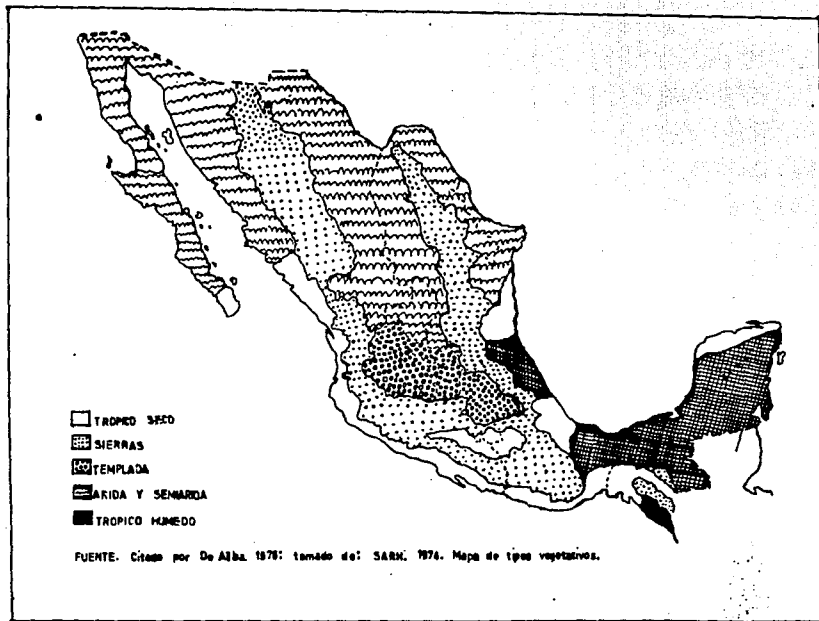 TROPICO SECO
SIERRAS
TEMPLADA
ARIDA Y SEMIARIDA
TROPICO HUMEDO
FUENTE. Citado por De Alba. 1976: tomado de: SARH. 1974. Mapa de tipos vegetativos.